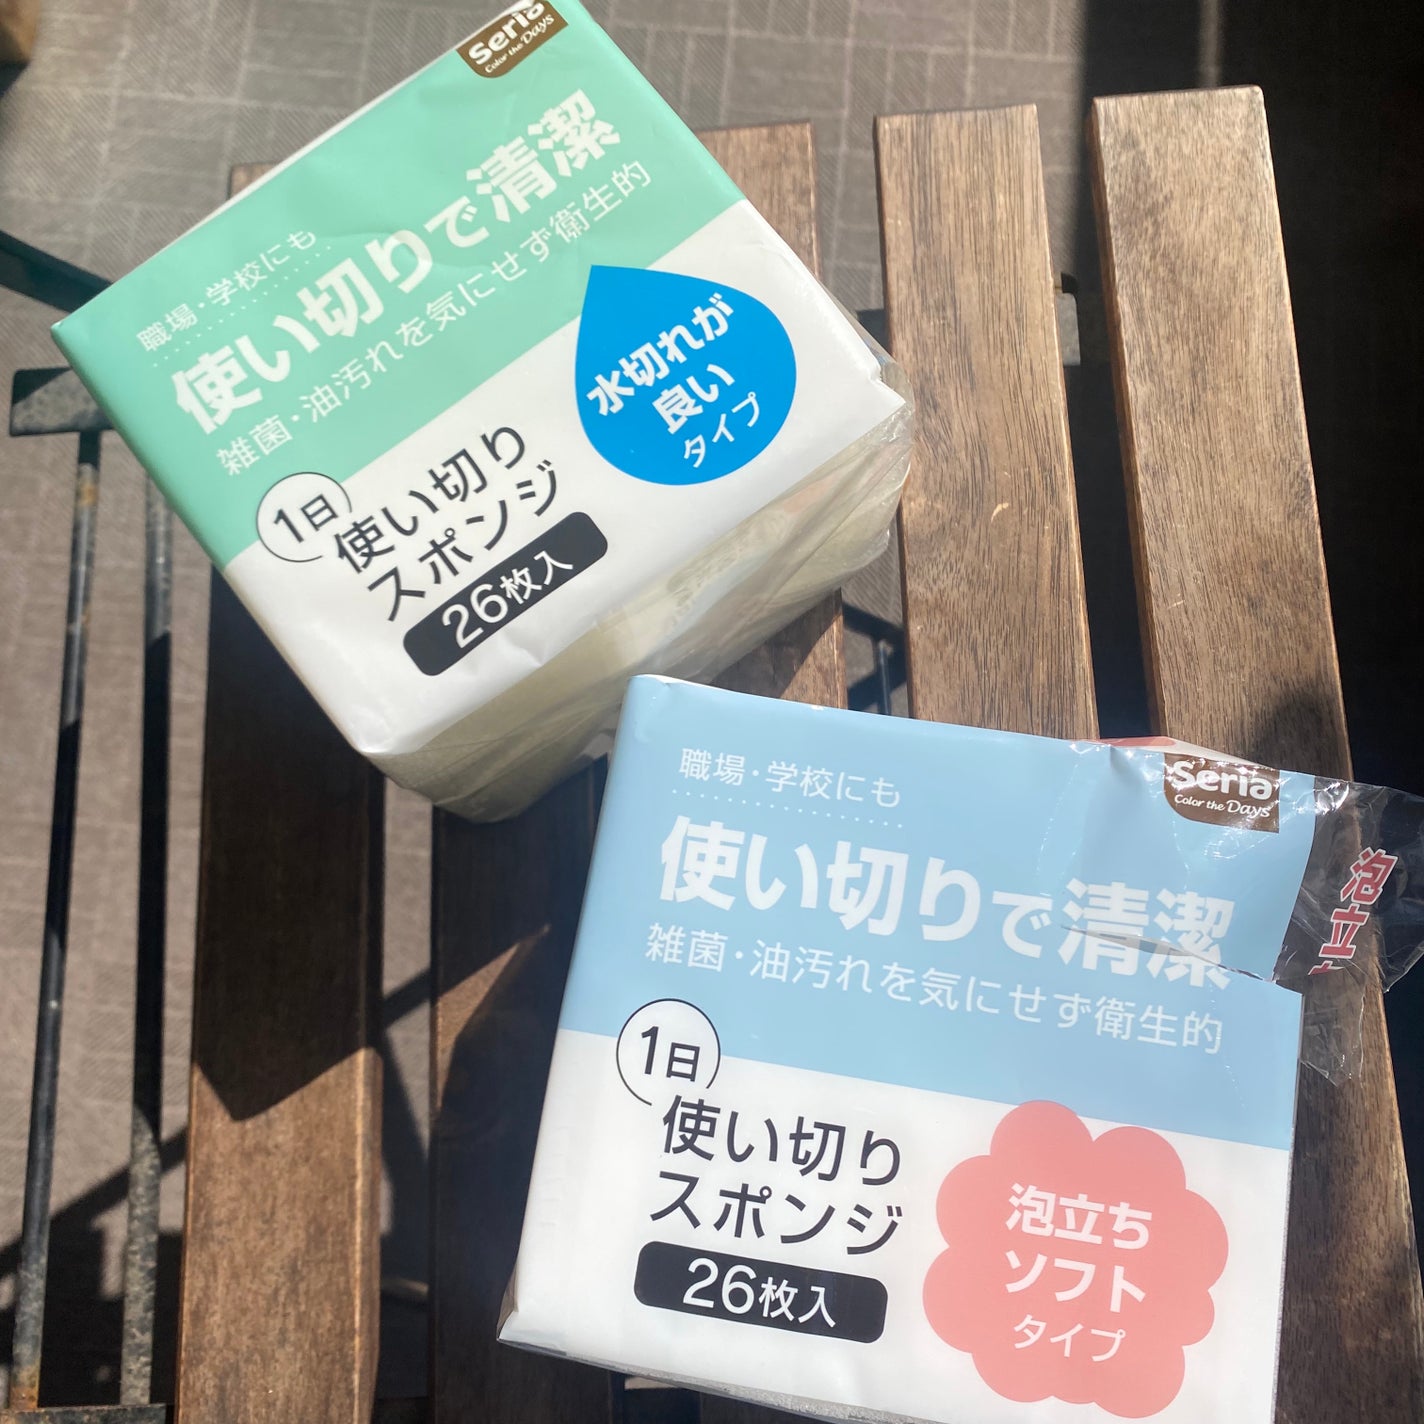 Seria
Color the Days
職場・学校にも
使い切りで清潔
雑菌・油汚れを気にせず衛生的
水切れが
良い
タイプ
1日
使い切り
スポンジ
26枚入
Seria
Color the Days
職場・学校にも
使い切りで清潔
雑菌・油汚れを気にせず衛生的
1日
使い切り
スポンジ
26枚入
泡立ち
ソフト
タイプ
泡立